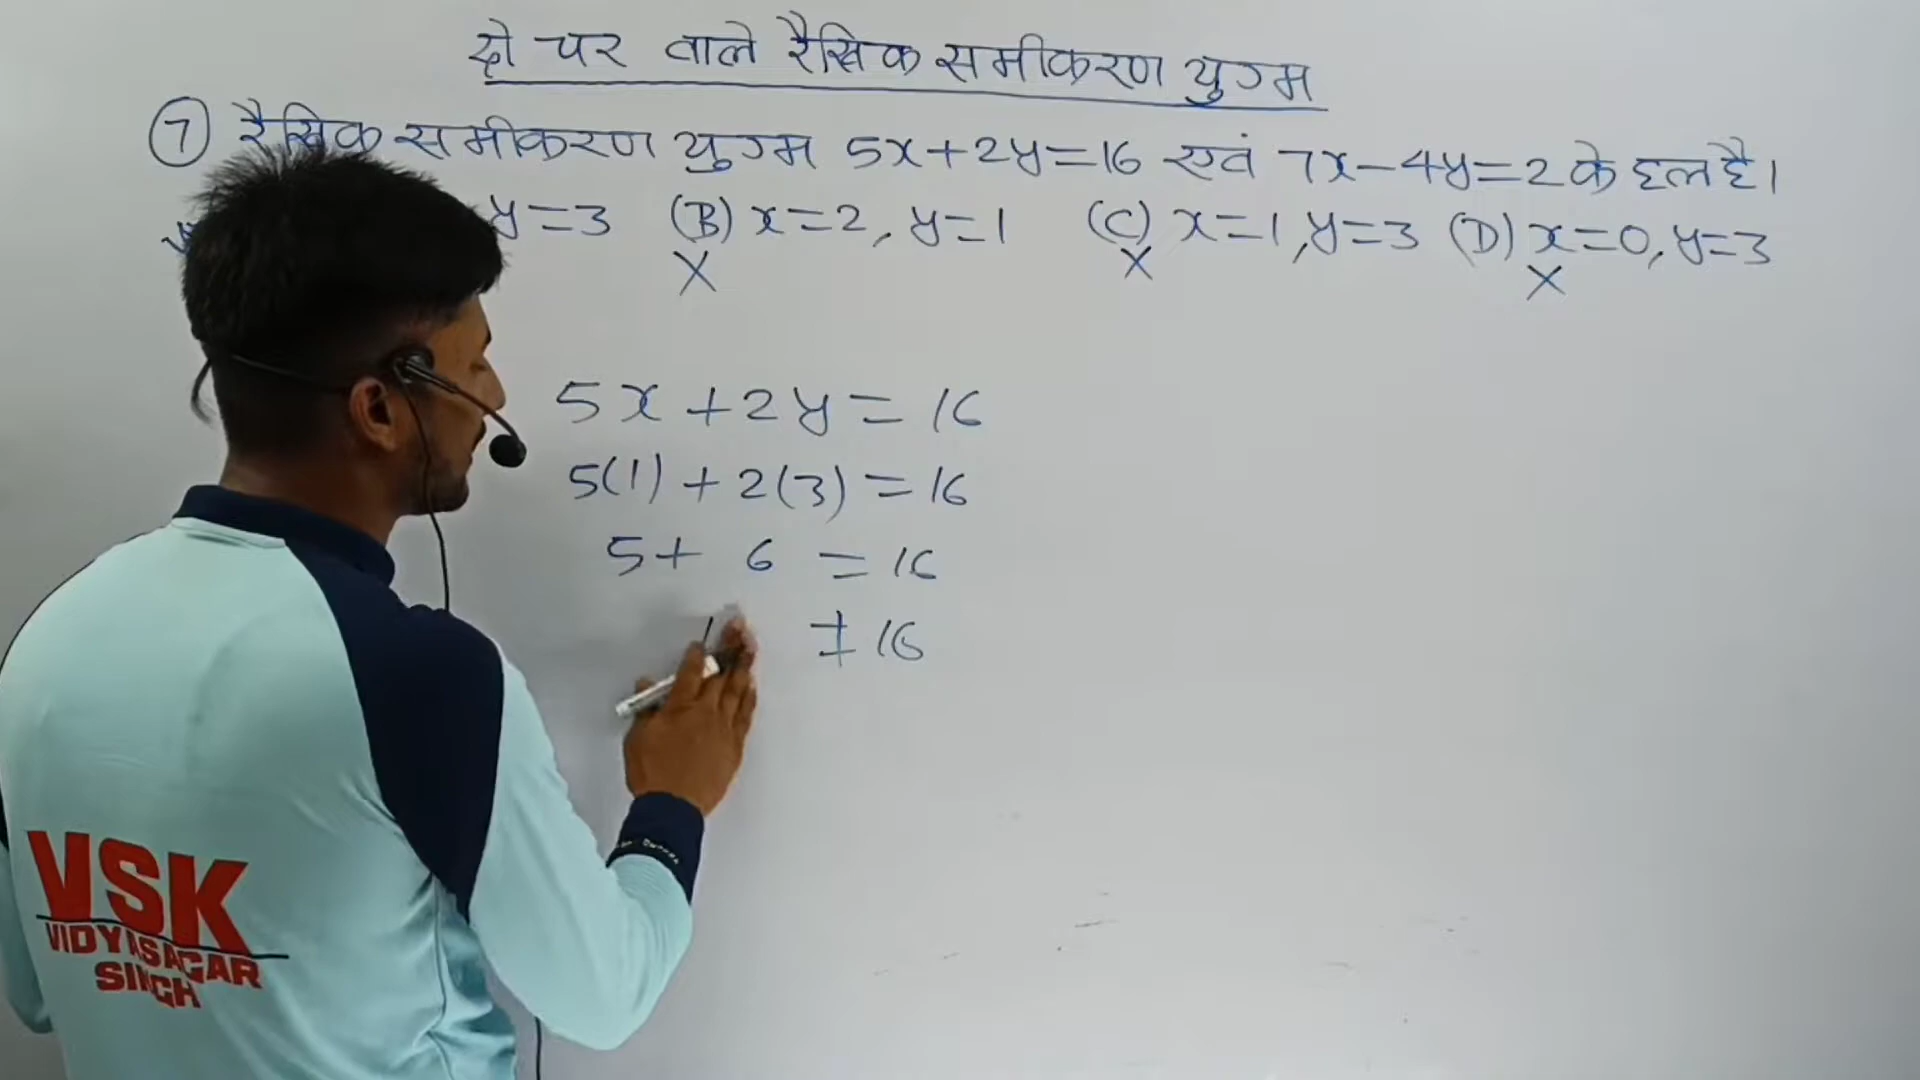 दो चर वाले रैखिक समीकरण युग्म
7 रैखिक समीकरण युग्म 5x+2y=16 एवं 7x-4y=2 के हल है।
y=3 (B) x=2, y=1 (C) x=1, y=3 (D) x=0, y=3
X X X
5x+2y=16
5(1)+2(3)=16
5+ 6 =16
≠16
VSK
VIDYASAGAR
SINGH